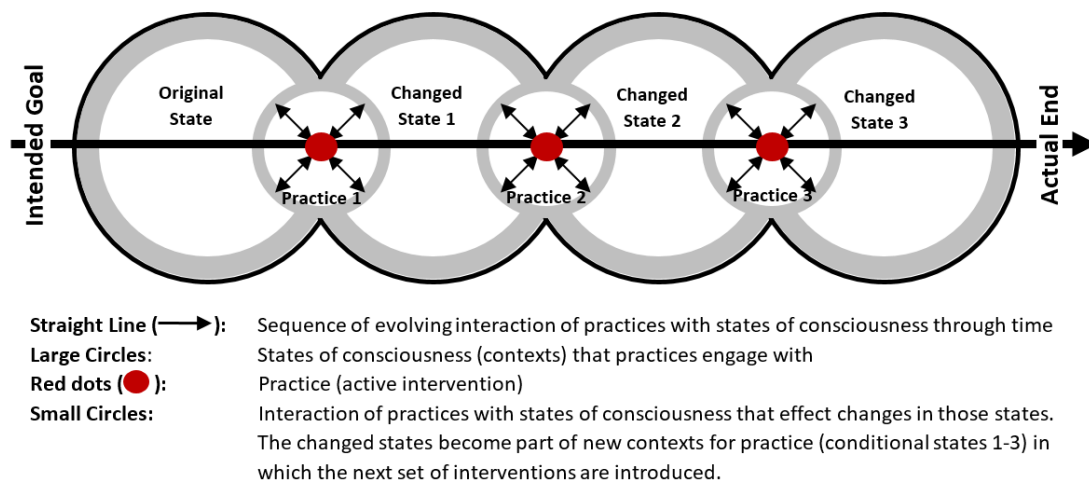 Intended Goal
Original
State
Changed
State 1
Changed
State 2
Changed
State 3
Practice 1
Practice 2
Practice 3
Actual End
Straight Line (⟶): Sequence of evolving interaction of practices with states of consciousness through time
Large Circles: States of consciousness (contexts) that practices engage with
Red dots (●): Practice (active intervention)
Small Circles: Interaction of practices with states of consciousness that effect changes in those states.
The changed states become part of new contexts for practice (conditional states 1-3) in
which the next set of interventions are introduced.